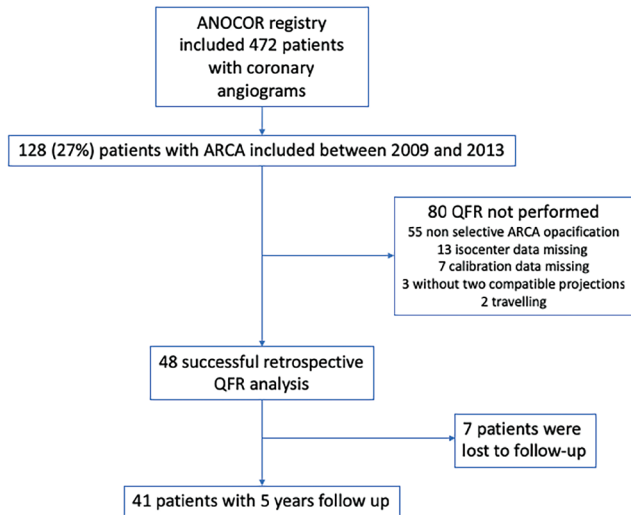 ANOCOR registry
included 472 patients
with coronary
angiograms
128 (27%) patients with ARCA included between 2009 and 2013
80 QFR not performed
55 non selective ARCA opacification
13 isocenter data missing
7 calibration data missing
3 without two compatible projections
2 travelling
48 successful retrospective
QFR analysis
7 patients were
lost to follow-up
41 patients with 5 years follow up